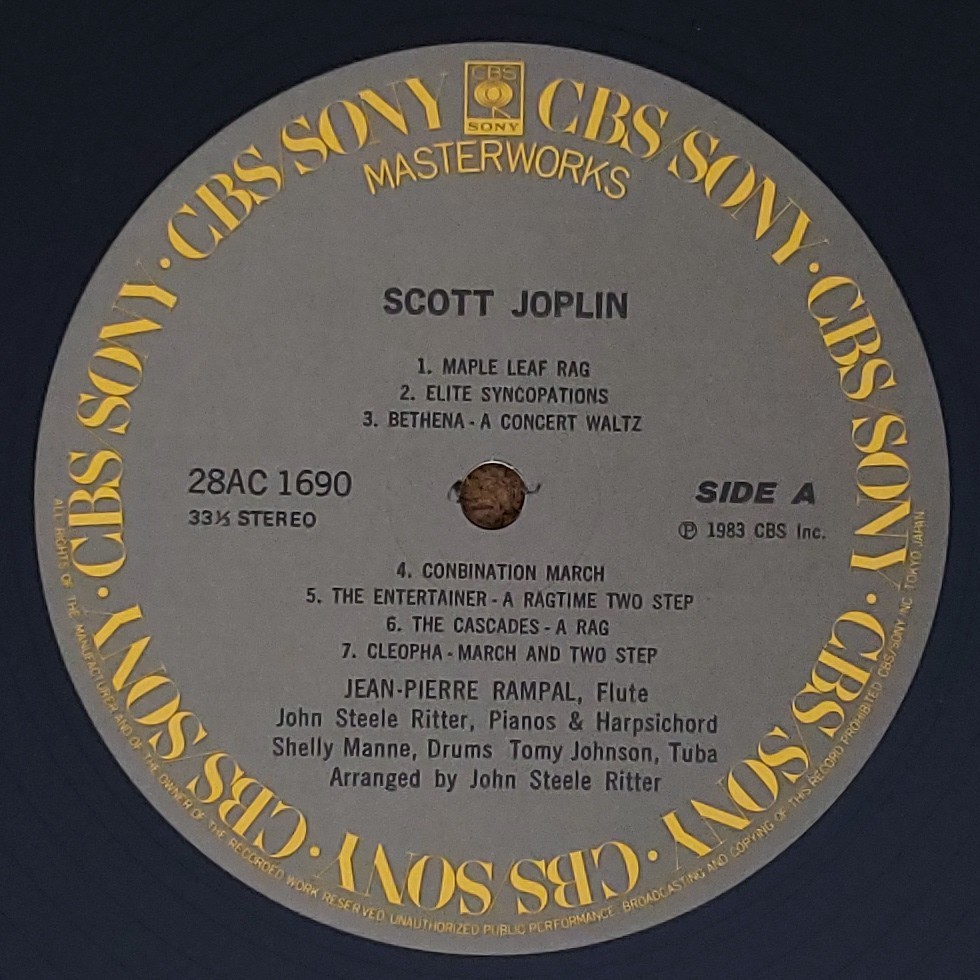 CBS
SONY
CBS/SONY · CBS/SONY · CBS/SONY · CBS/SONY · CBS/SONY · CBS/SONY · CBS/SONY · CBS/SONY
MASTERWORKS
SCOTT JOPLIN
1. MAPLE LEAF RAG
2. ELITE SYNCOPATIONS
3. BETHENA - A CONCERT WALTZ
28AC 1690
33⅓ STEREO
SIDE A
℗ 1983 CBS Inc.
4. CONBINATION MARCH
5. THE ENTERTAINER - A RAGTIME TWO STEP
6. THE CASCADES - A RAG
7. CLEOPHA - MARCH AND TWO STEP
JEAN-PIERRE RAMPAL, Flute
John Steele Ritter, Pianos & Harpsichord
Shelly Manne, Drums Tomy Johnson, Tuba
Arranged by John Steele Ritter
ALL RIGHTS OF THE MANUFACTURER AND OF THE OWNER OF THE RECORDED WORK RESERVED UNAUTHORIZED PUBLIC PERFORMANCE BROADCASTING AND COPYING OF THIS RECORD PROHIBITED CBS/SONY INC. TOKYO JAPAN